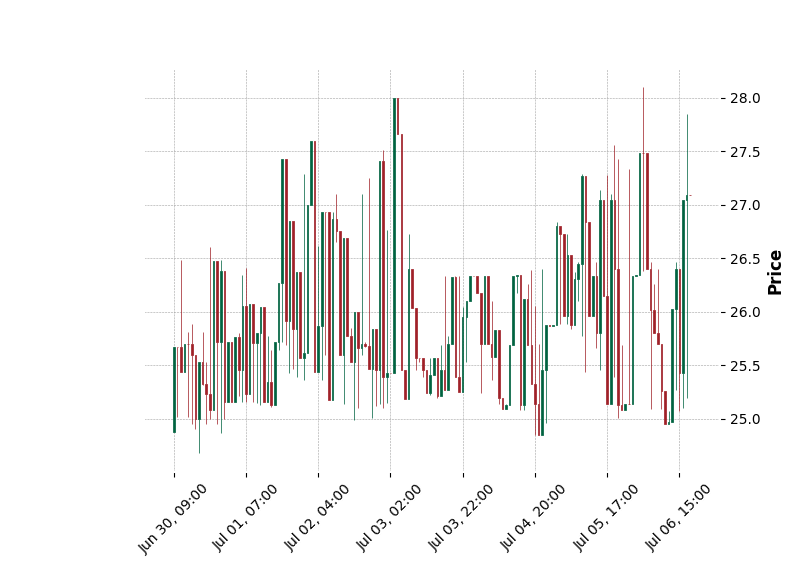 28.0
27.5
27.0
26.5
26.0
25.5
25.0
Price
Jun 30, 09:00
Jul 01, 07:00
Jul 02, 04:00
Jul 03, 02:00
Jul 03, 22:00
Jul 04, 20:00
Jul 05, 17:00
Jul 06, 15:00